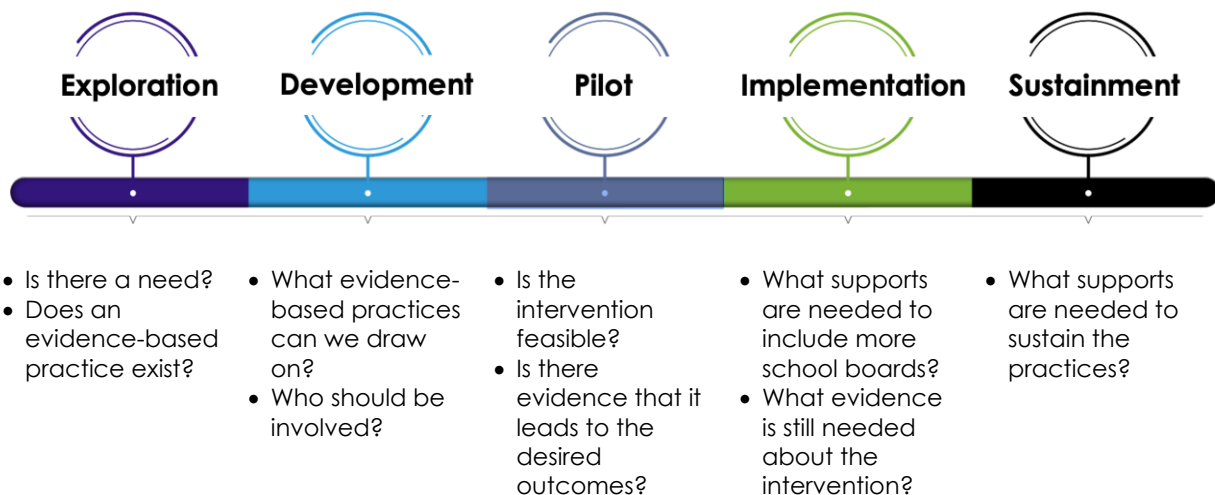 Exploration
Development
Pilot
Implementation
Sustainment
• Is there a need?
• Does an
evidence-based
practice exist?
• What evidence-
based practices
can we draw
on?
• Who should be
involved?
• Is the
intervention
feasible?
• Is there
evidence that it
leads to the
desired
outcomes?
• What supports
are needed to
include more
school boards?
• What evidence
is still needed
about the
intervention?
• What supports
are needed to
sustain the
practices?